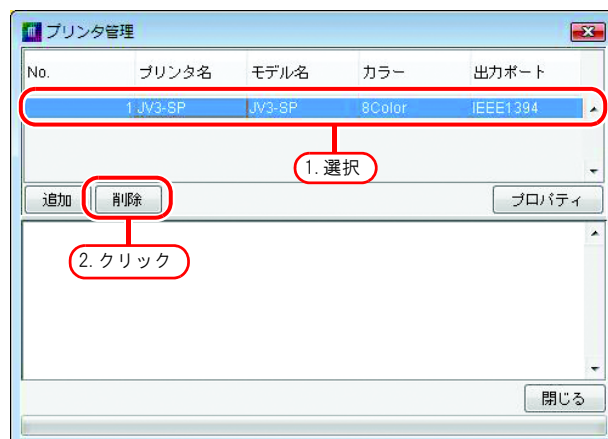 プリンタ管理
No. プリンタ名 モデル名 カラー 出力ポート
1 JV3-SP JV3-SP 8Color IEEE1394
1. 選択
追加 削除 プロパティ
2. クリック
閉じる